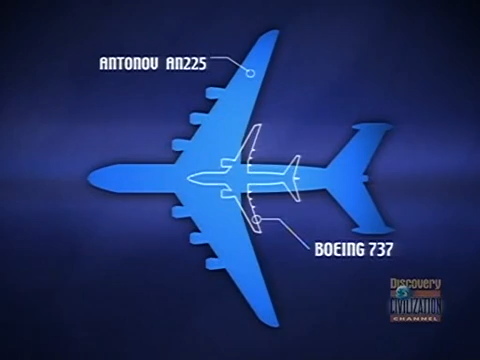 ANTONOV AN225
BOEING 737
Discovery
CIVILIZATION
CHANNEL